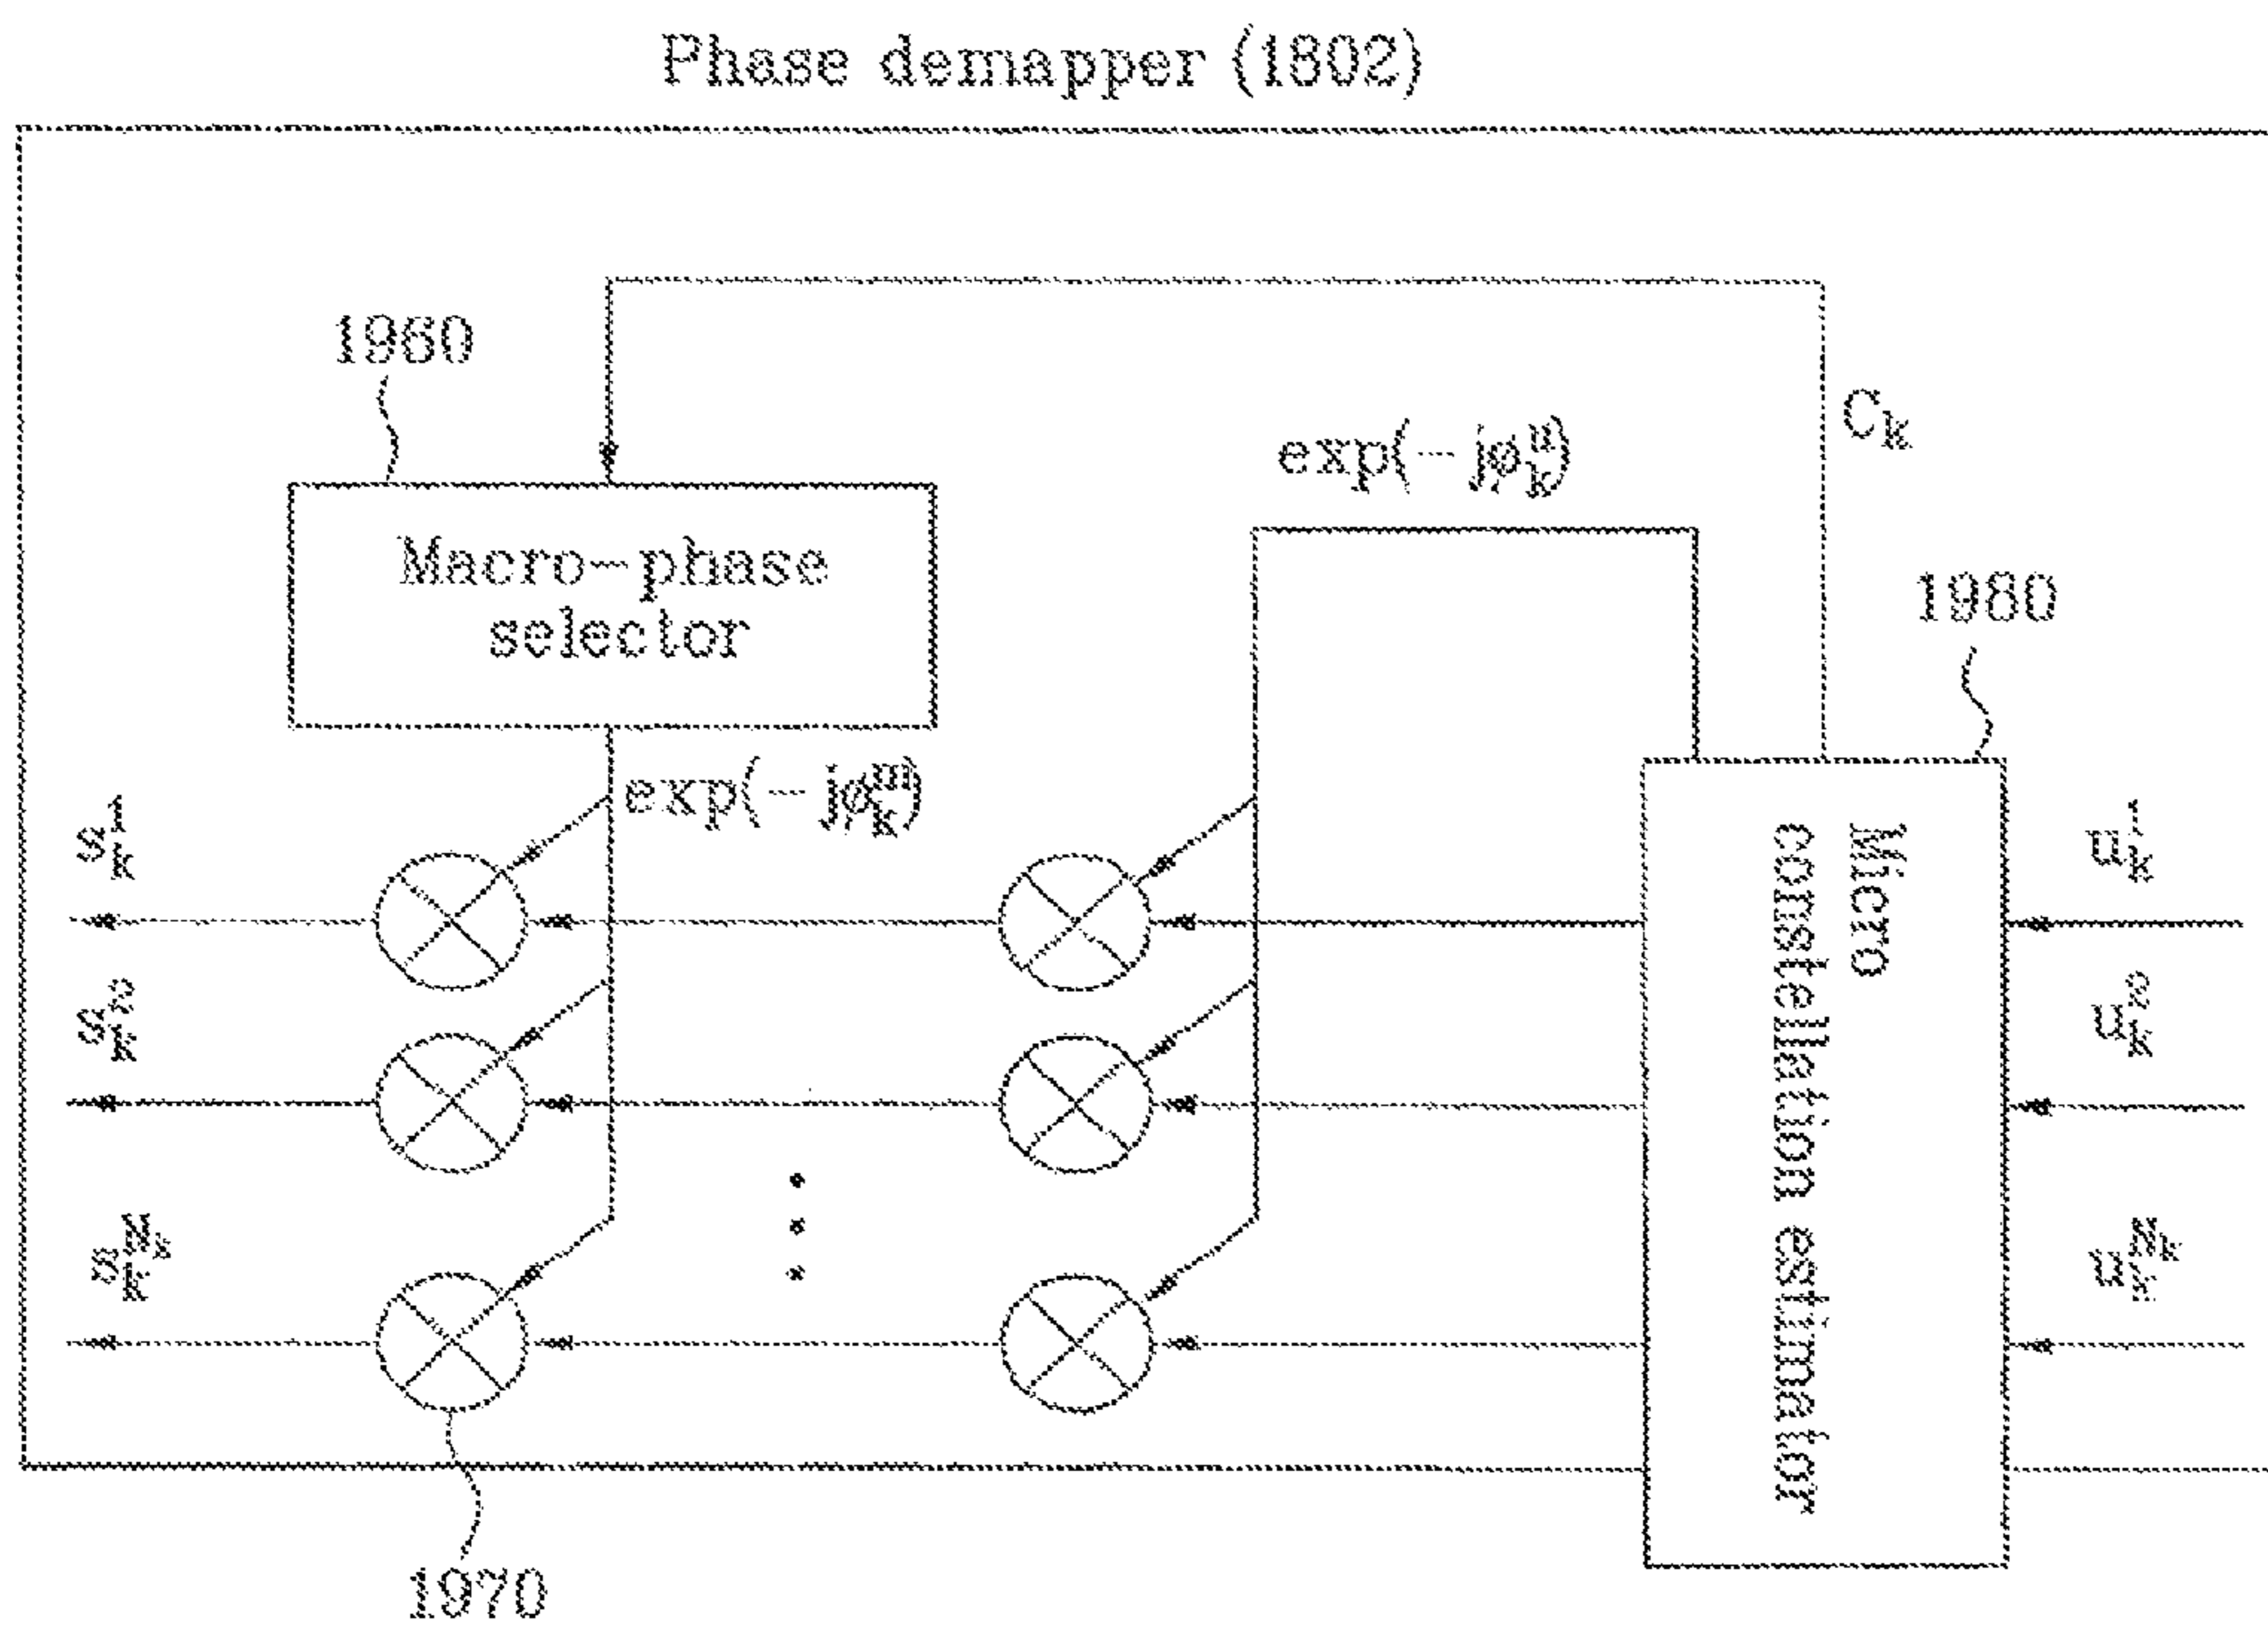 Phase demapper (1802)
1960
C_k
exp(-jφ_k^u)
Macro-phase
selector
1980
exp(-jφ_k^m)
s_k^1
u_k^1
s_k^2
u_k^2
s_k^{N_k}
u_k^{N_k}
Micro
constellation estimator
1970